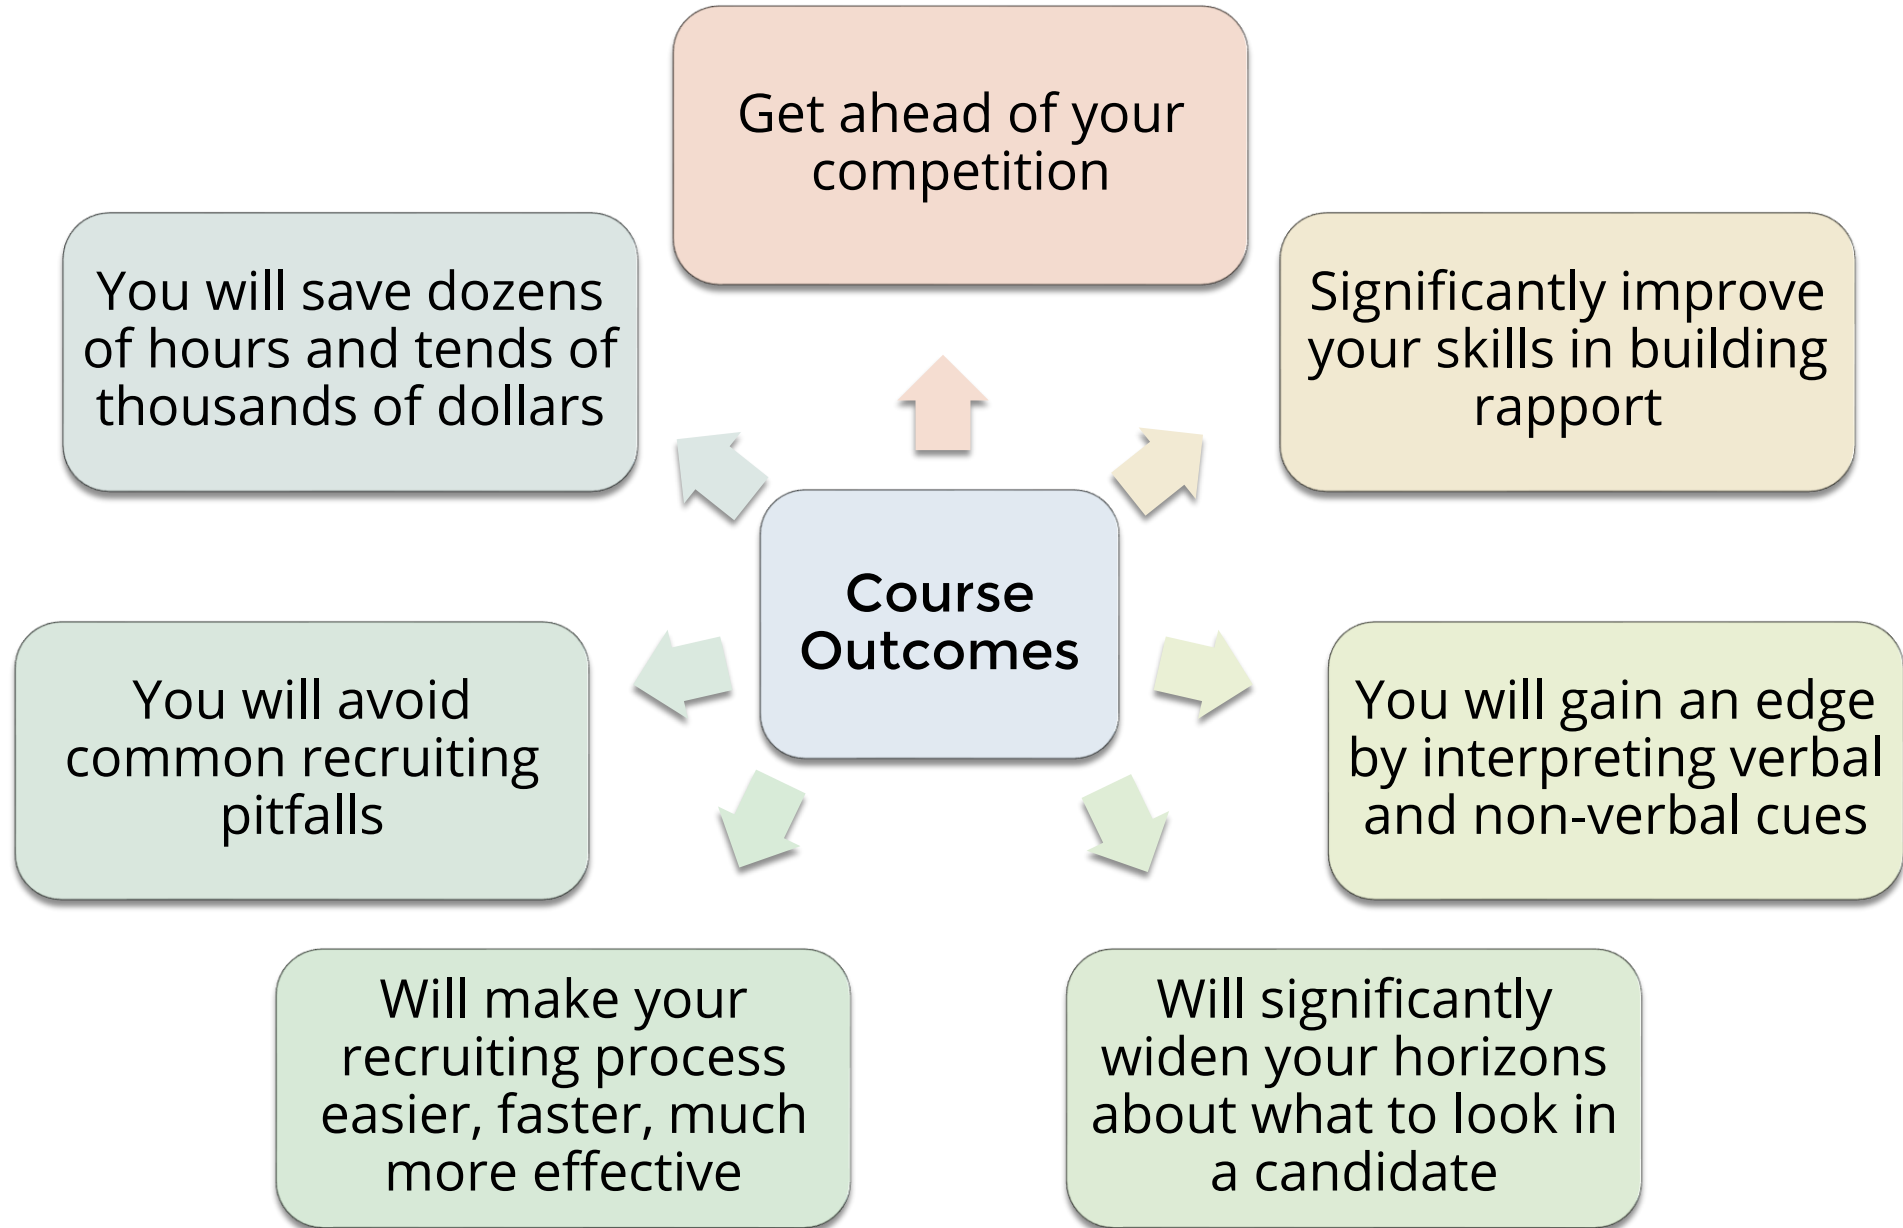 Get ahead of your
competition
Significantly improve
your skills in building
rapport
You will gain an edge
by interpreting verbal
and non-verbal cues
Will significantly
widen your horizons
about what to look in
a candidate
Will make your
recruiting process
easier, faster, much
more effective
You will avoid
common recruiting
pitfalls
You will save dozens
of hours and tends of
thousands of dollars
Course
Outcomes